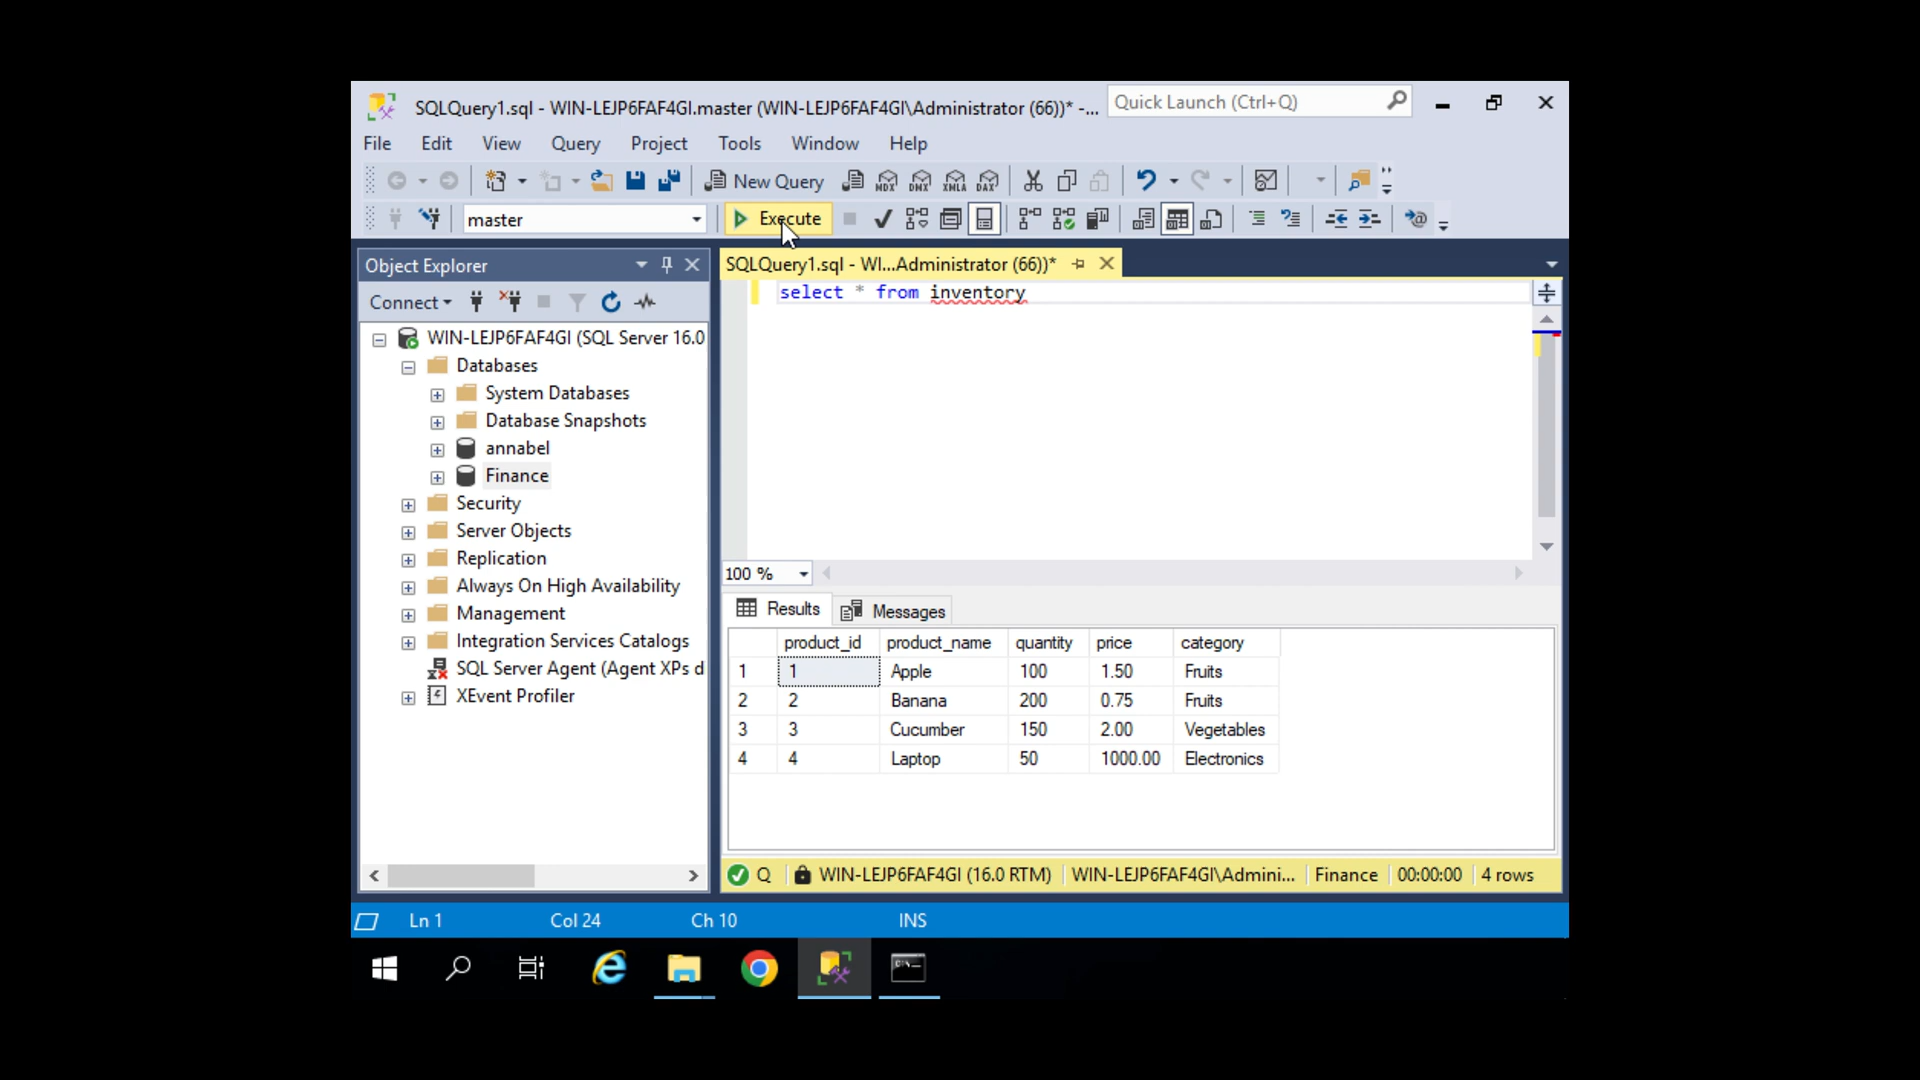 SQLQuery1.sql - WIN-LEJP6FAF4GI.master (WIN-LEJP6FAF4GI\Administrator (66))* -...
Quick Launch (Ctrl+Q)
File Edit View Query Project Tools Window Help
New Query MDX DMX XMLA DAX
master Execute
Object Explorer
SQLQuery1.sql - WI...Administrator (66))*
Connect
select * from inventory
WIN-LEJP6FAF4GI (SQL Server 16.0
Databases
System Databases
Database Snapshots
annabel
Finance
Security
Server Objects
Replication
Always On High Availability
Management
Integration Services Catalogs
SQL Server Agent (Agent XPs d
XEvent Profiler
100 %
Results Messages
product_id product_name quantity price category
1 1 Apple 100 1.50 Fruits
2 2 Banana 200 0.75 Fruits
3 3 Cucumber 150 2.00 Vegetables
4 4 Laptop 50 1000.00 Electronics
Q WIN-LEJP6FAF4GI (16.0 RTM) WIN-LEJP6FAF4GI\Admini... Finance 00:00:00 4 rows
Ln 1 Col 24 Ch 10 INS